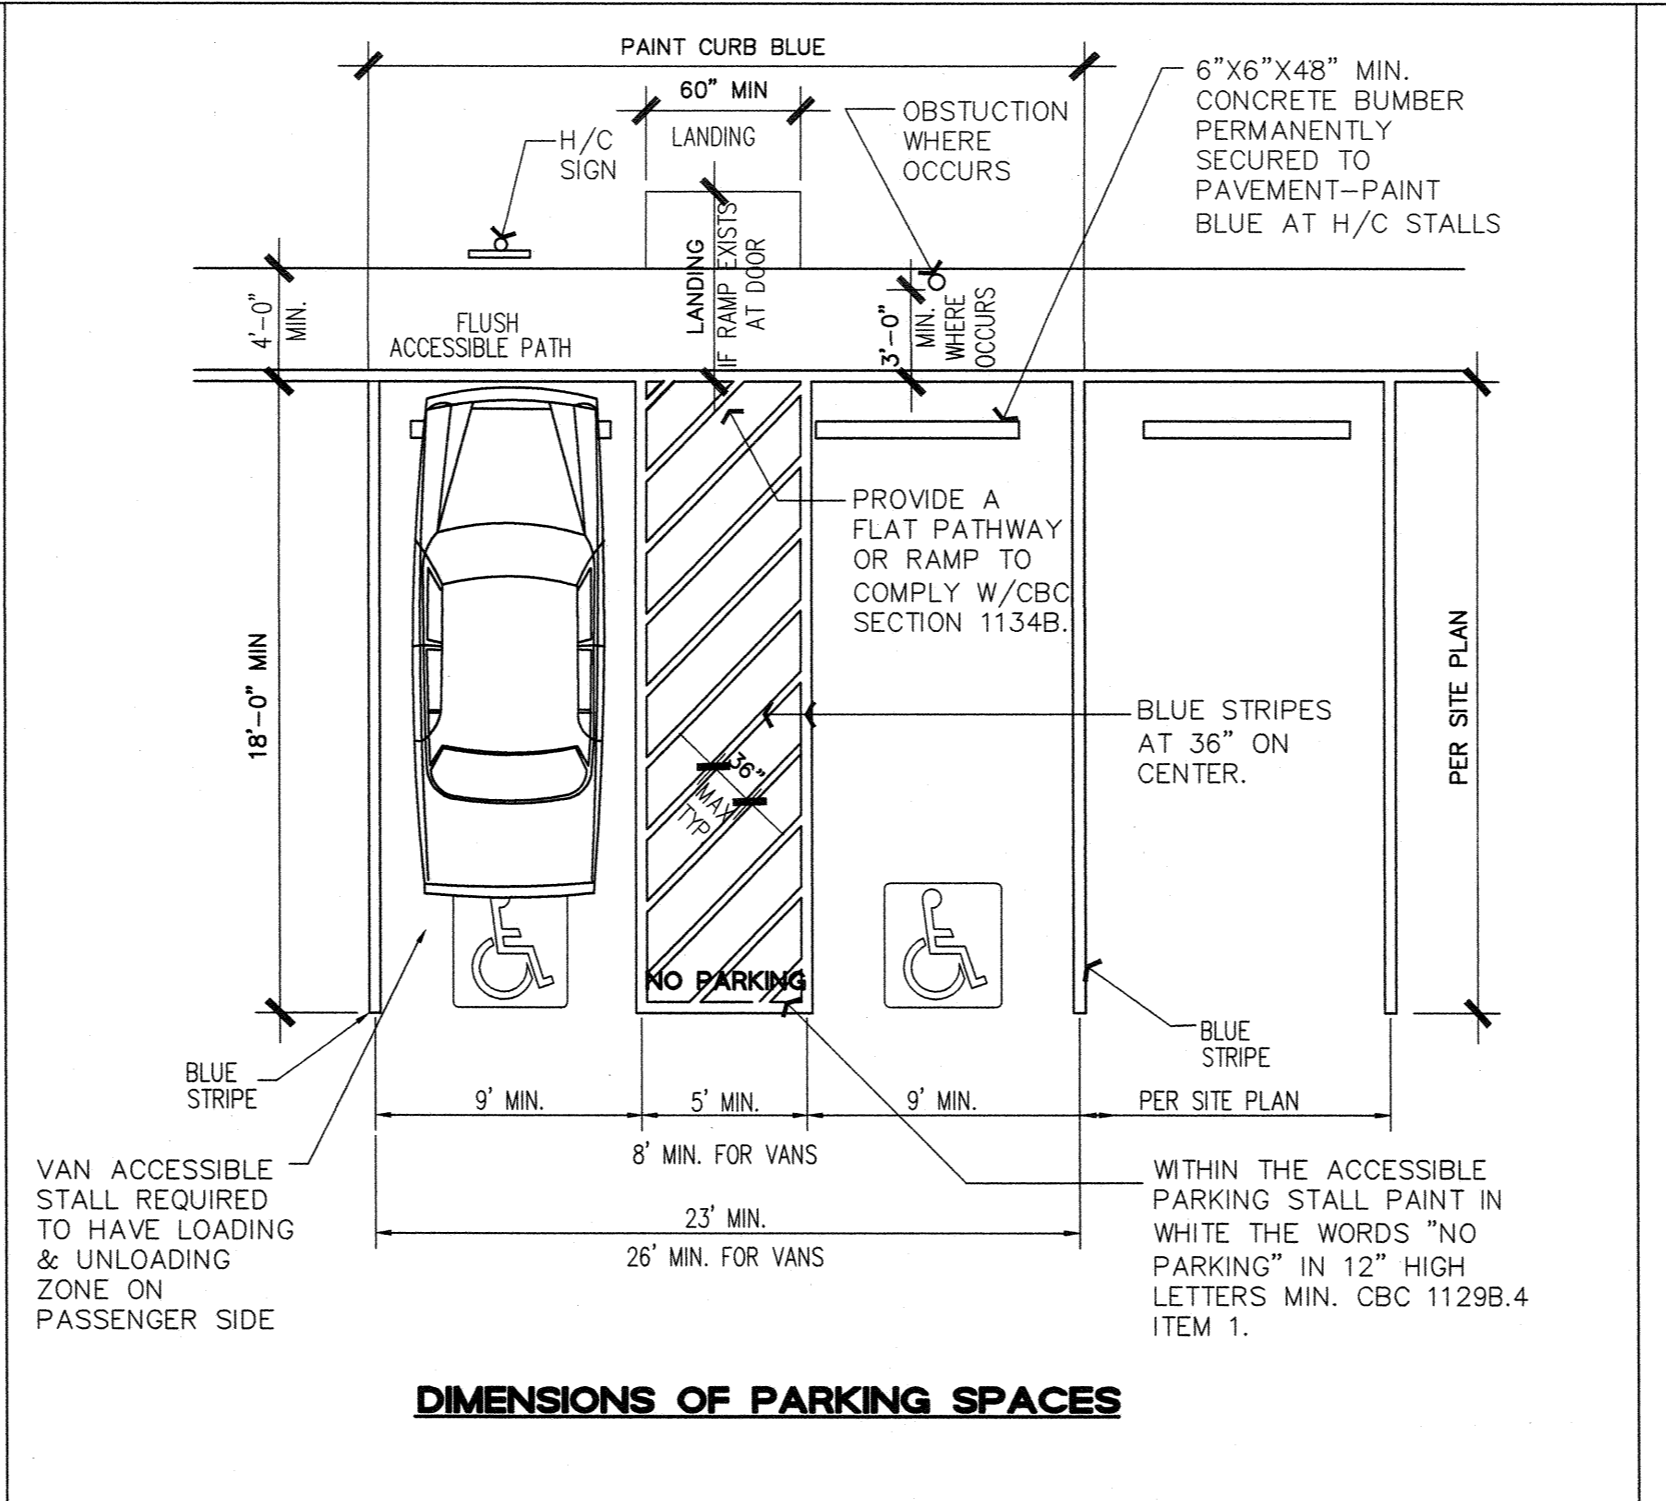 PAINT CURB BLUE
60" MIN
LANDING
H/C
SIGN
OBSTUCTION
WHERE
OCCURS
6"X6"X48" MIN.
CONCRETE BUMBER
PERMANENTLY
SECURED TO
PAVEMENT-PAINT
BLUE AT H/C STALLS
4'-0"
MIN.
FLUSH
ACCESSIBLE PATH
LANDING
IF RAMP EXISTS
AT DOOR
3'-0"
MIN.
WHERE
OCCURS
PROVIDE A
FLAT PATHWAY
OR RAMP TO
COMPLY W/CBC
SECTION 1134B.
18'-0" MIN
PER SITE PLAN
BLUE STRIPES
AT 36" ON
CENTER.
36"
MAX
TYP
NO PARKING
BLUE
STRIPE
BLUE
STRIPE
9' MIN.
5' MIN.
9' MIN.
PER SITE PLAN
8' MIN. FOR VANS
23' MIN.
26' MIN. FOR VANS
VAN ACCESSIBLE
STALL REQUIRED
TO HAVE LOADING
& UNLOADING
ZONE ON
PASSENGER SIDE
WITHIN THE ACCESSIBLE
PARKING STALL PAINT IN
WHITE THE WORDS "NO
PARKING" IN 12" HIGH
LETTERS MIN. CBC 1129B.4
ITEM 1.
DIMENSIONS OF PARKING SPACES